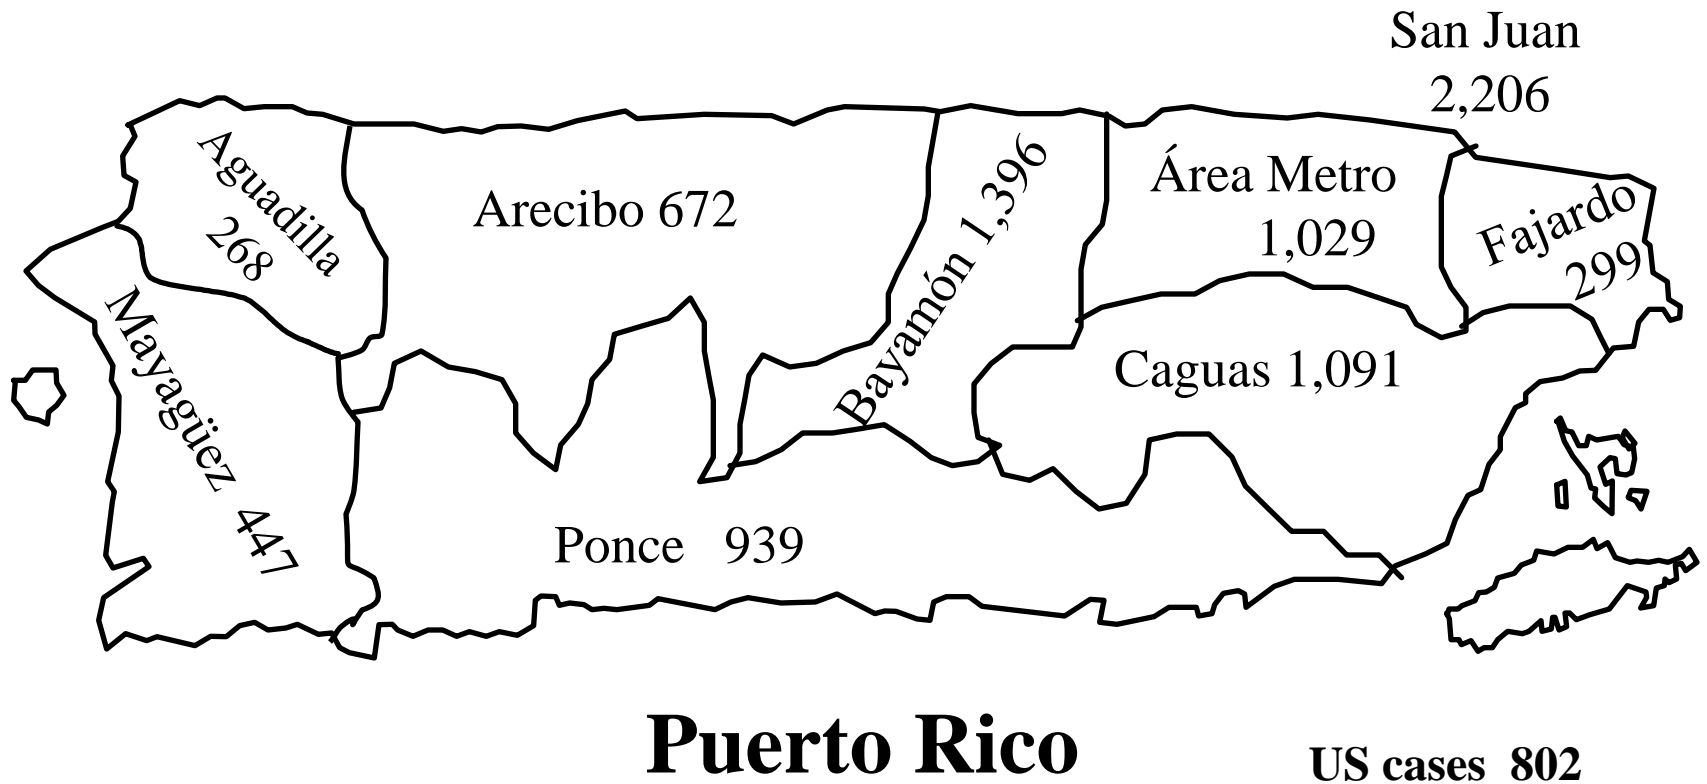 San Juan
2,206
Aguadilla
268
Arecibo 672
Bayamón 1,396
Área Metro
1,029
Fajardo
299
Mayagüez 447
Caguas 1,091
Ponce 939
Puerto Rico
US cases 802